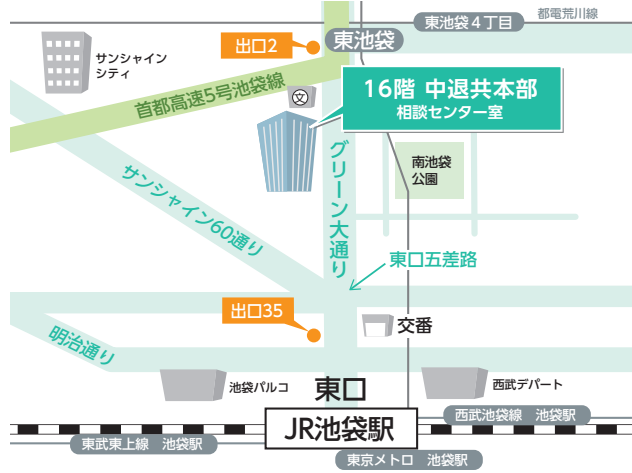 都電荒川線
東池袋4丁目
出口2
東池袋
サンシャイン
シティ
首都高速5号池袋線
文
16階 中退共本部
相談センター室
グリーン大通り
南池袋
公園
サンシャイン60通り
東口五差路
出口35
交番
明治通り
池袋パルコ
東口
西武デパート
JR池袋駅
西武池袋線 池袋駅
東武東上線 池袋駅
東京メトロ 池袋駅